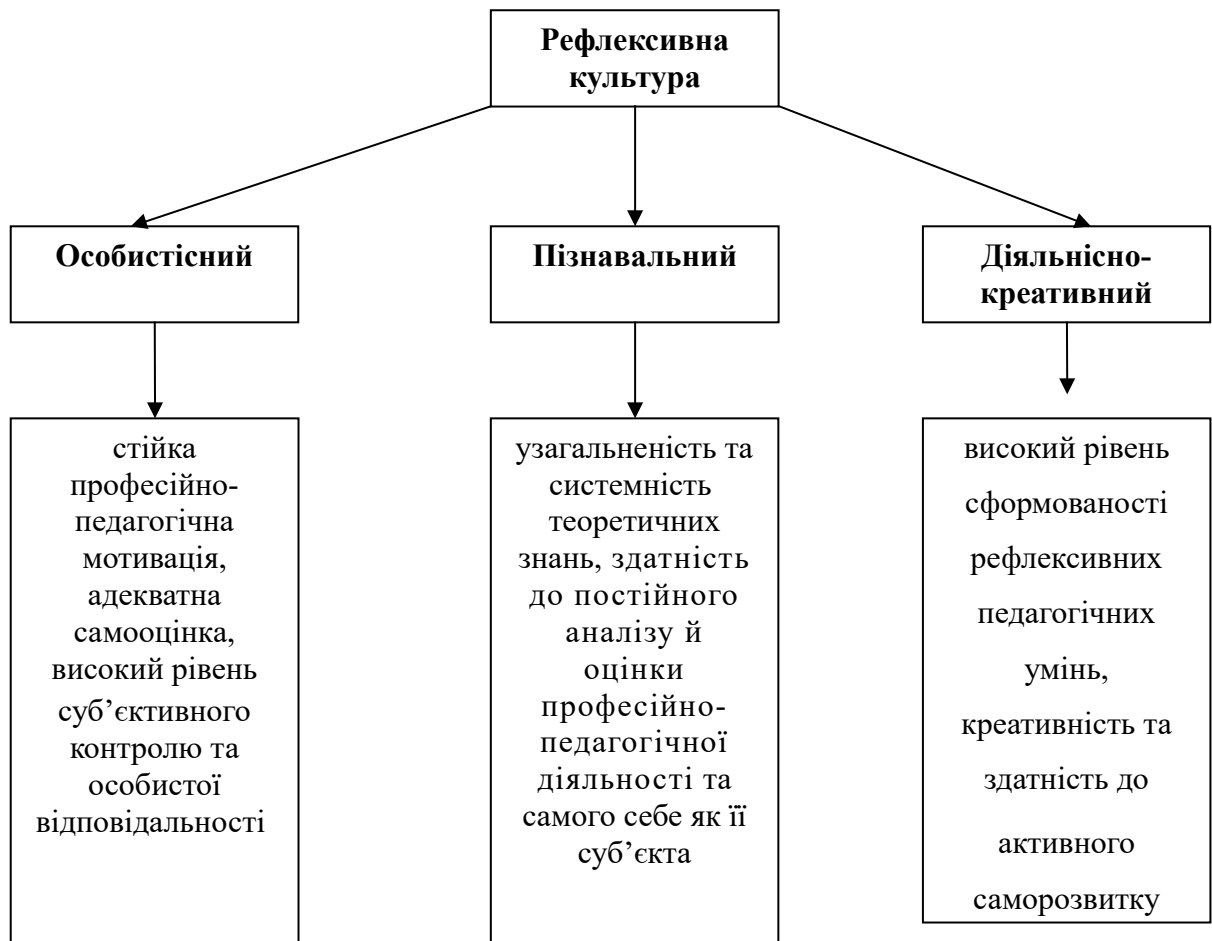 Рефлексивна
культура
Особистісний
Пізнавальний
Діяльнісно-
креативний
стійка
професійно-
педагогічна
мотивація,
адекватна
самооцінка,
високий рівень
суб’єктивного
контролю та
особистої
відповідальності
узагальненість та
системність
теоретичних
знань, здатність
до постійного
аналізу й
оцінки
професійно-
педагогічної
діяльності та
самого себе як її
суб’єкта
високий рівень
сформованості
рефлексивних
педагогічних
умінь,
креативність та
здатність до
активного
саморозвитку